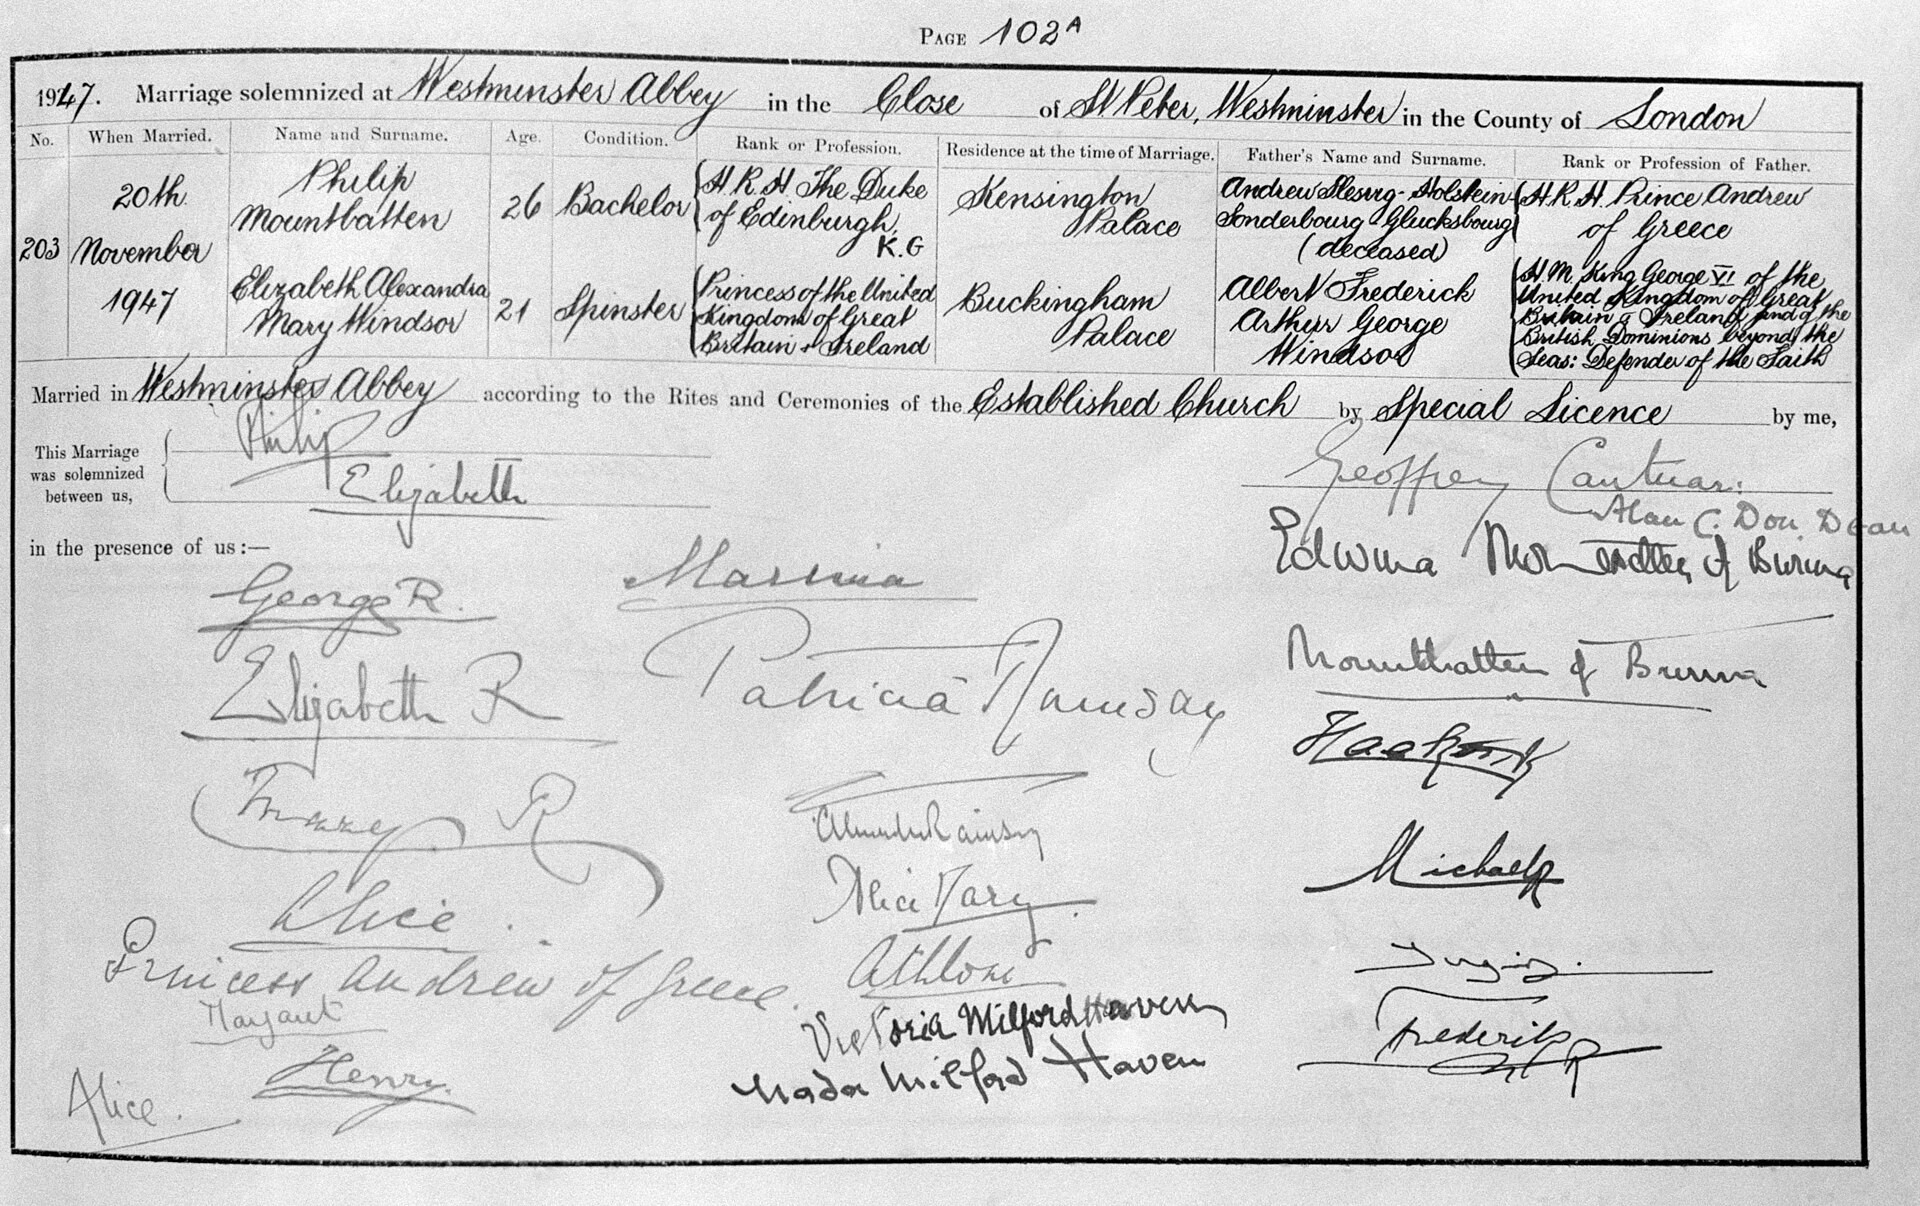 PAGE 102A
1947. Marriage solemnized at Westminster Abbey in the Close of St Peter, Westminster in the County of London
No. When Married. Name and Surname. Age. Condition. Rank or Profession. Residence at the time of Marriage. Father's Name and Surname. Rank or Profession of Father.
203
20th
November
1947
Philip
Mountbatten
26
Bachelor
H.R.H. The Duke
of Edinburgh,
K.G
Kensington
Palace
Andrew Slesvig-Holstein
Sonderbourg-Glucksbourg
(deceased)
H.R.H. Prince Andrew
of Greece
Elizabeth Alexandra
Mary Windsor
21
Spinster
Princess of the United
Kingdom of Great
Britain & Ireland
Buckingham
Palace
Albert Frederick
Arthur George
Windsor
H.M. King George VI of the
United Kingdom of Great
Britain & Ireland and of the
British Dominions beyond the
Seas: Defender of the Faith
Married in Westminster Abbey according to the Rites and Ceremonies of the Established Church by Special Licence by me,
This Marriage
was solemnized
between us,
Philip
Elizabeth
Geoffrey Cantuar:
Alan C. Don, Dean
in the presence of us:—
George R.
Elizabeth R
Mary R
Alice.
Princess Andrew of Greece.
Margaret
Henry.
Alice.
Marina
Patricia Ramsay
Ramsay
Alice Mary.
Athlone
Victoria Milford Haven
Nada Milford Haven
Edwina Mountbatten of Burma
Mountbatten of Burma
Haakon R
Michael R
Frederik R